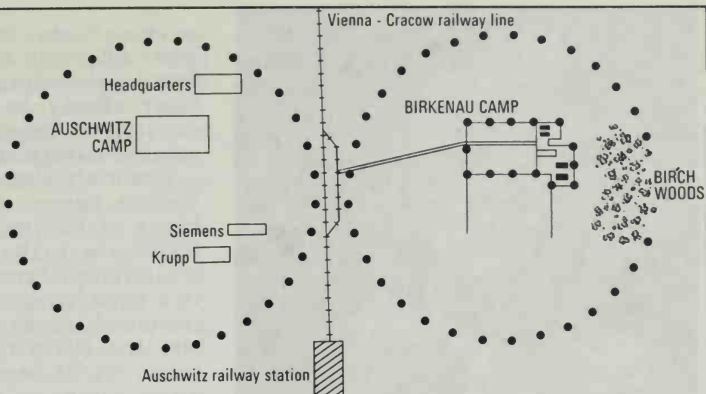 Vienna - Cracow railway line
Headquarters
BIRKENAU CAMP
AUSCHWITZ
CAMP
BIRCH
WOODS
Siemens
Krupp
Auschwitz railway station